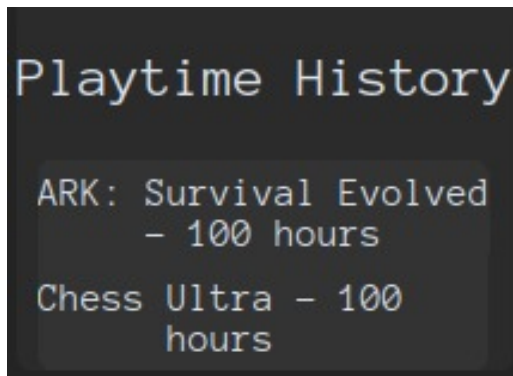 Playtime History
ARK: Survival Evolved
– 100 hours
Chess Ultra – 100
hours